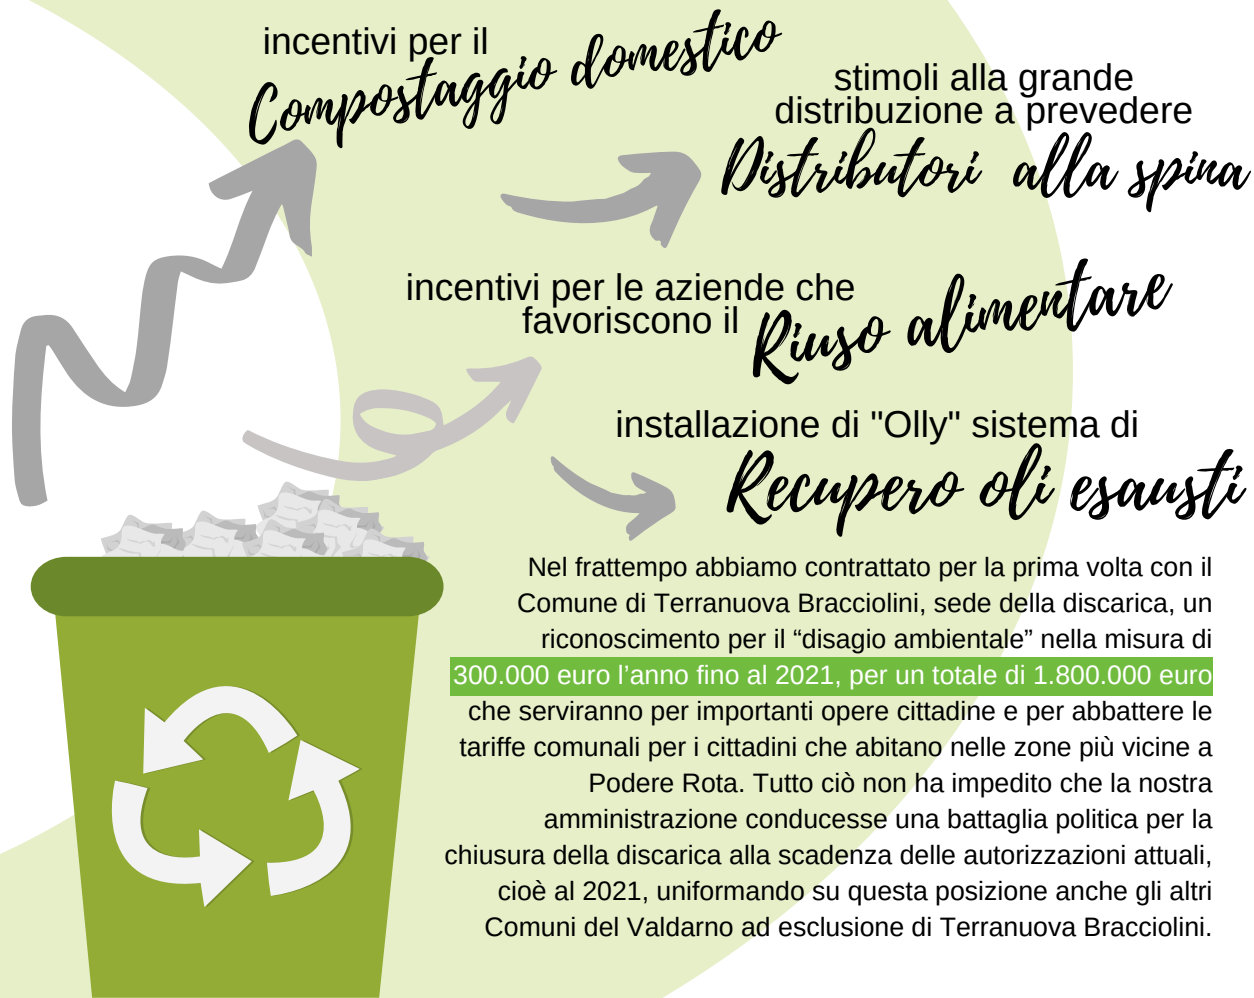 incentivi per il
Compostaggio domestico
stimoli alla grande
distribuzione a prevedere
Distributori alla spina
incentivi per le aziende che
favoriscono il Riuso alimentare
installazione di "Olly" sistema di
Recupero oli esausti
Nel frattempo abbiamo contrattato per la prima volta con il
Comune di Terranuova Bracciolini, sede della discarica, un
riconoscimento per il “disagio ambientale” nella misura di
300.000 euro l’anno fino al 2021, per un totale di 1.800.000 euro
che serviranno per importanti opere cittadine e per abbattere le
tariffe comunali per i cittadini che abitano nelle zone più vicine a
Podere Rota. Tutto ciò non ha impedito che la nostra
amministrazione conducesse una battaglia politica per la
chiusura della discarica alla scadenza delle autorizzazioni attuali,
cioè al 2021, uniformando su questa posizione anche gli altri
Comuni del Valdarno ad esclusione di Terranuova Bracciolini.